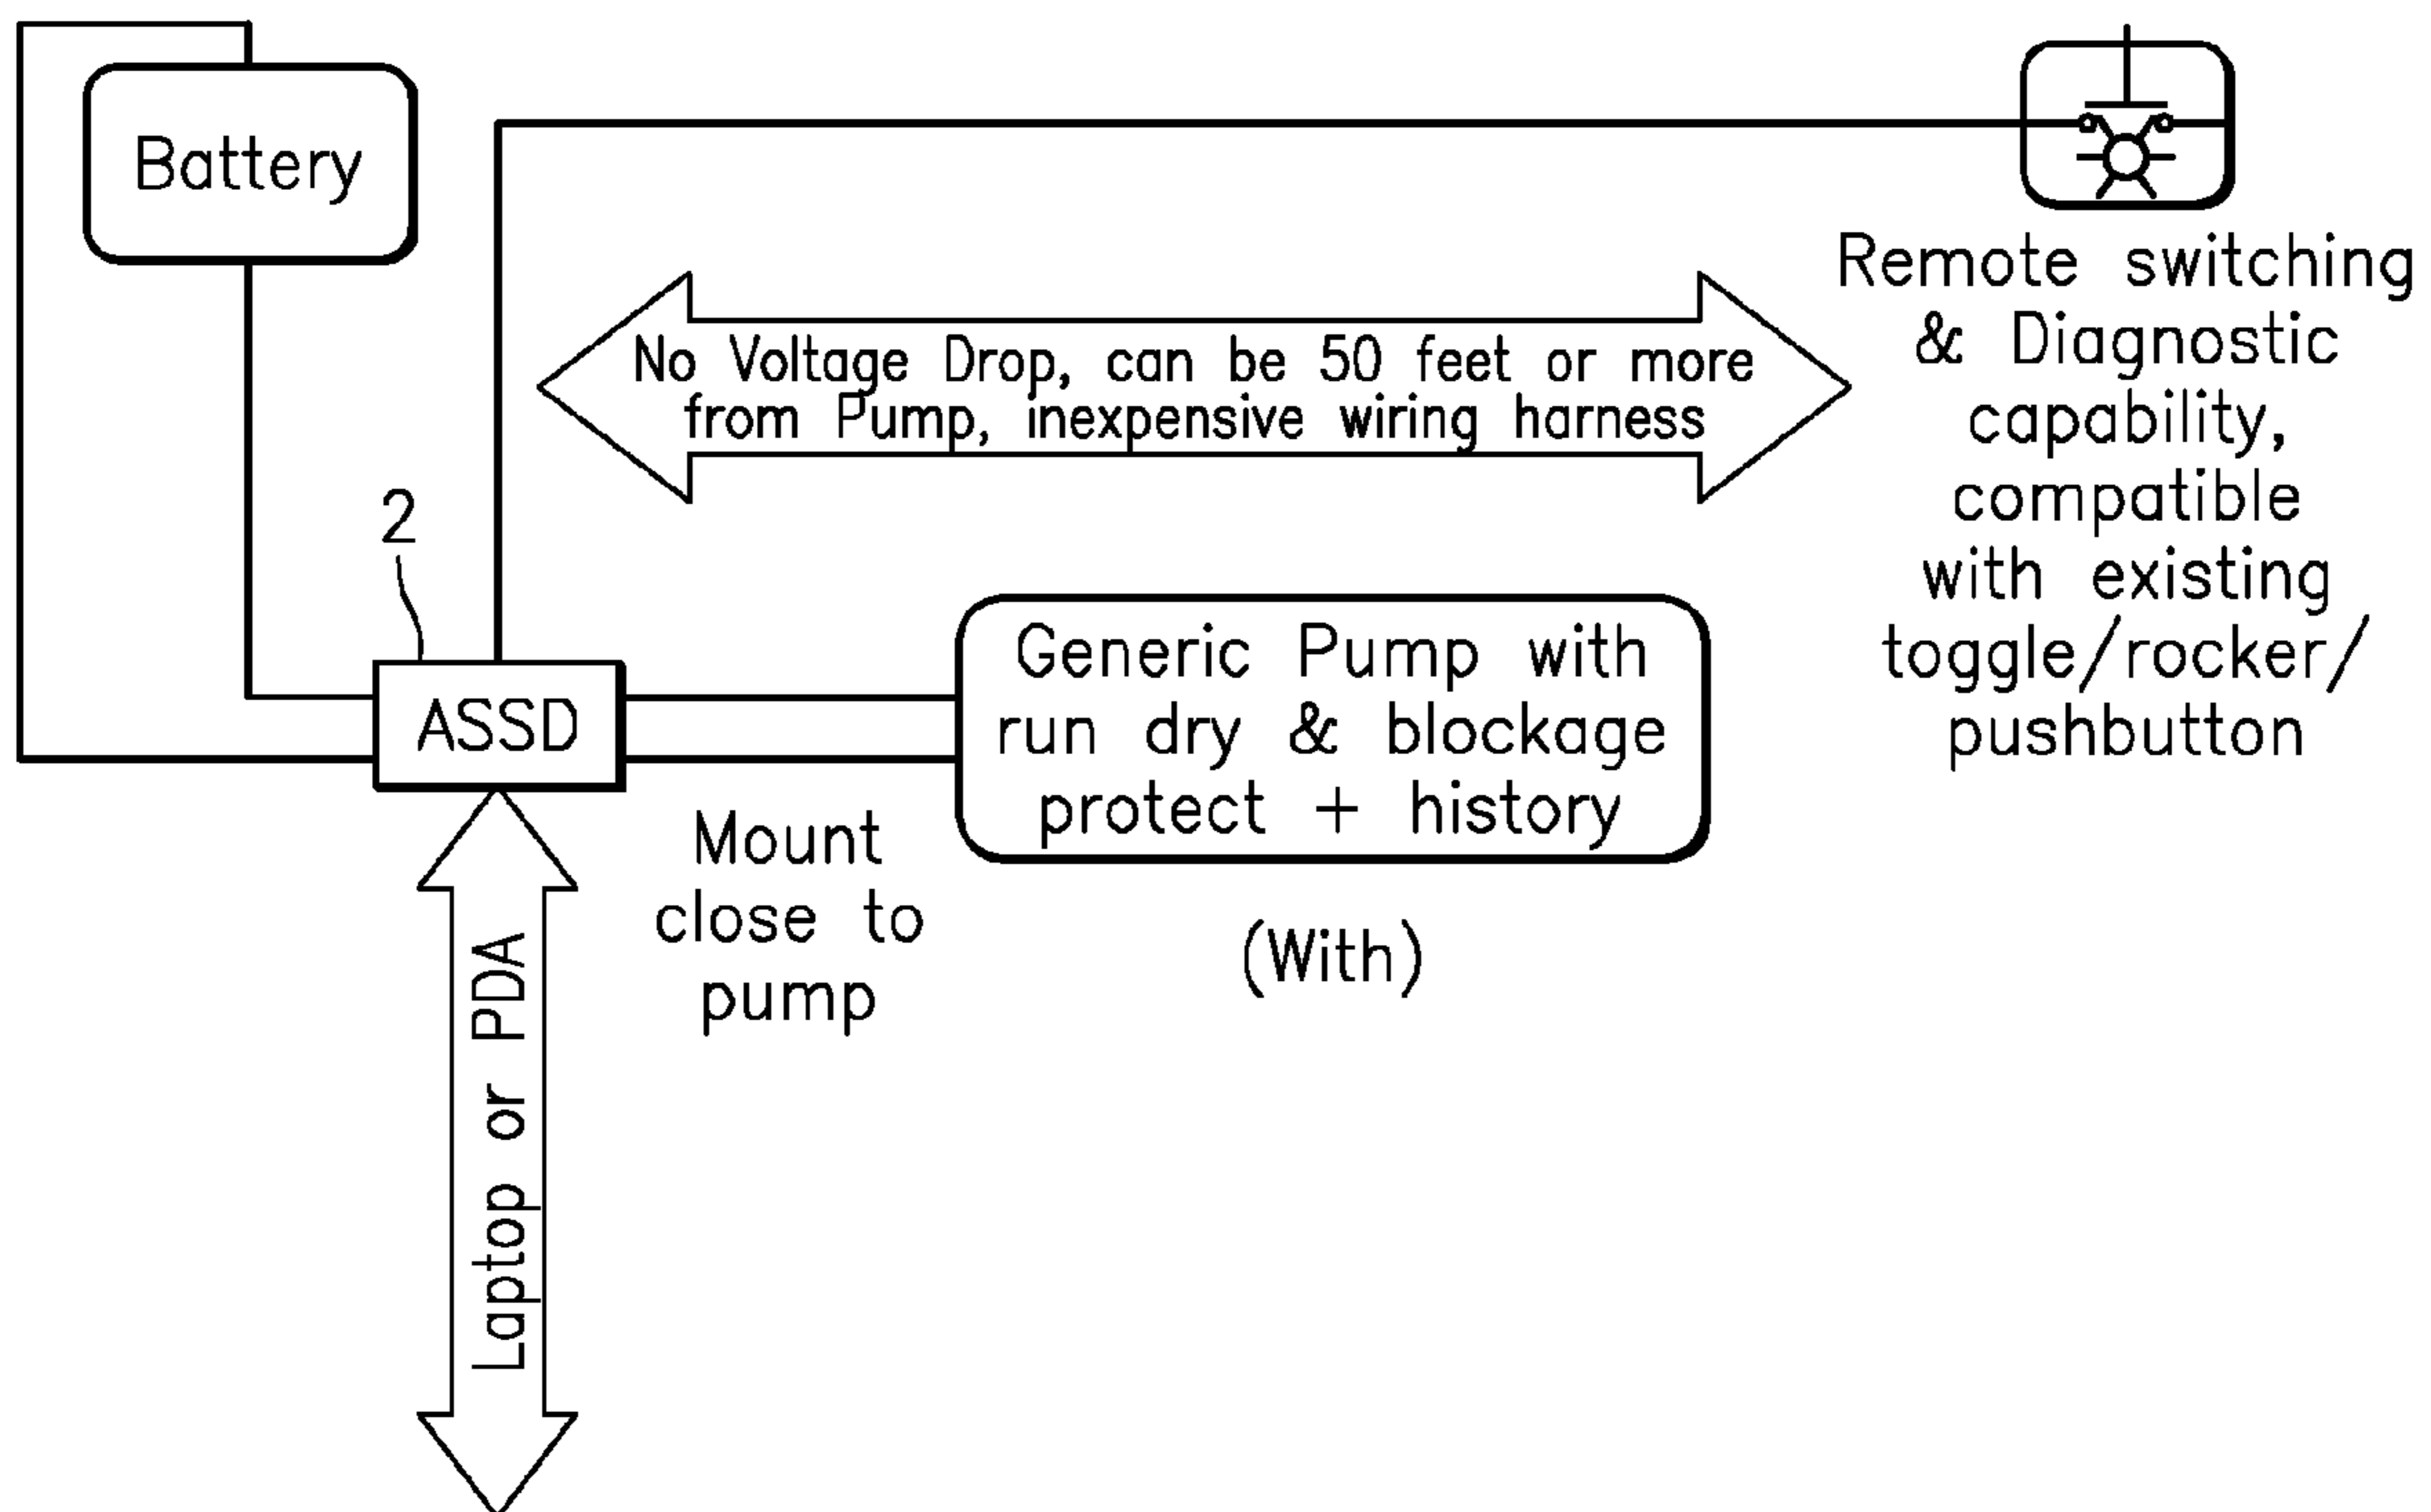 Battery
Remote switching
& Diagnostic
capability,
compatible
with existing
toggle/rocker/
pushbutton
No Voltage Drop, can be 50 feet or more
from Pump, inexpensive wiring harness
2
ASSD
Generic Pump with
run dry & blockage
protect + history
Mount
close to
pump
(With)
Laptop or PDA